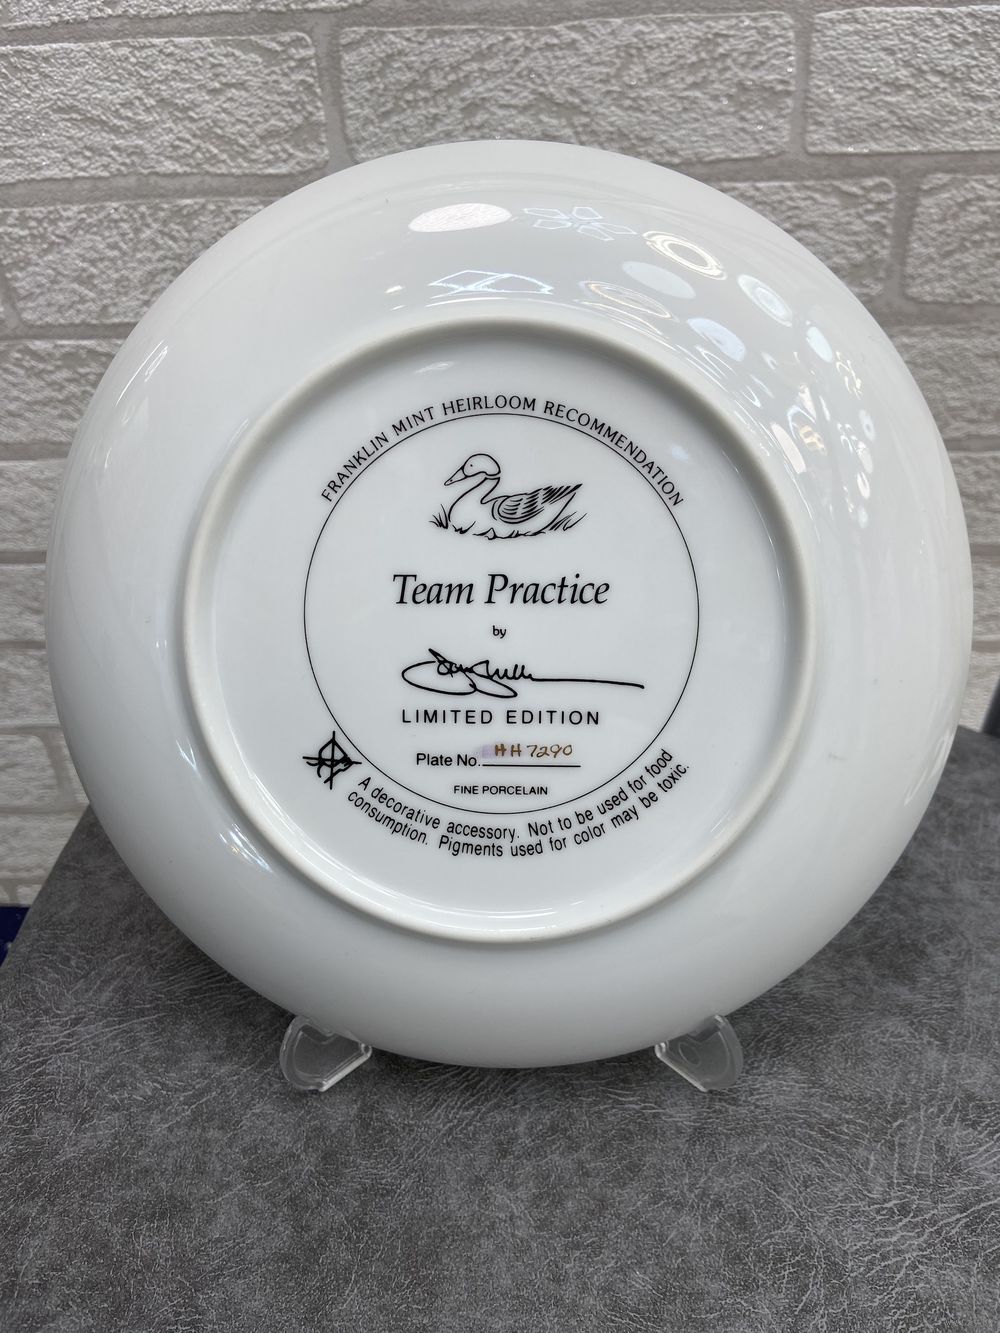 FRANKLIN MINT HEIRLOOM RECOMMENDATION
Team Practice
by
LIMITED EDITION
Plate No. HH7290
FINE PORCELAIN
A decorative accessory. Not to be used for food
consumption. Pigments used for color may be toxic.